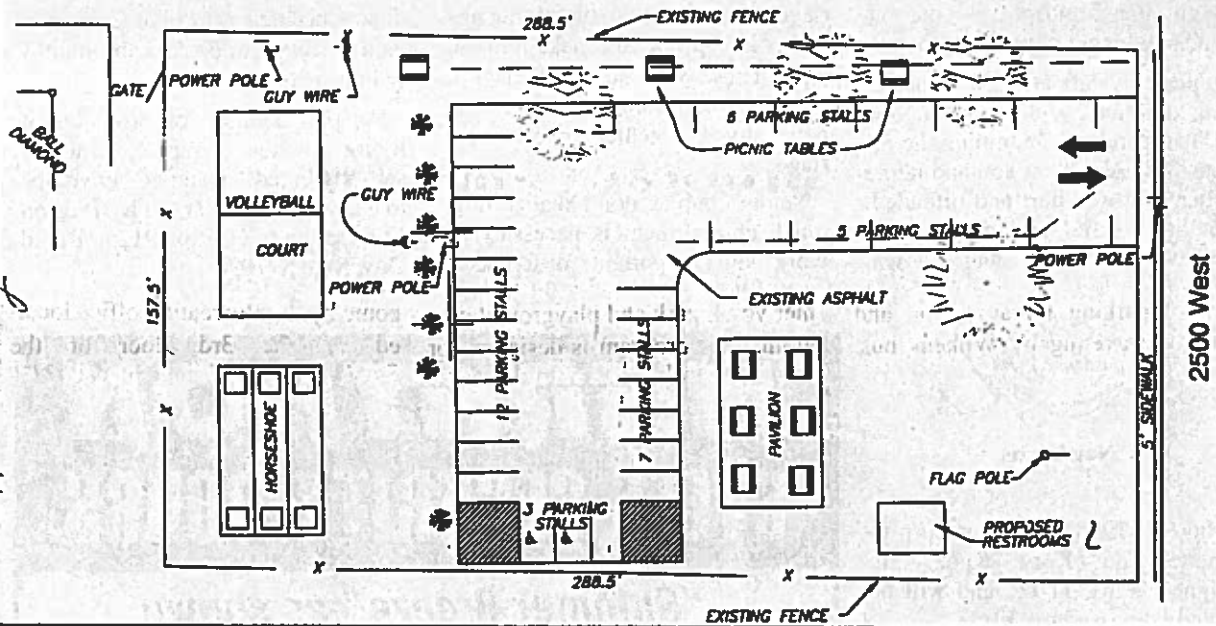 288.5'
EXISTING FENCE
GATE
POWER POLE
GUY WIRE
BALL
DIAMOND
6 PARKING STALLS
PICNIC TABLES
VOLLEYBALL
COURT
GUY WIRE
POWER POLE
5 PARKING STALLS
POWER POLE
EXISTING ASPHALT
157.5'
12 PARKING STALLS
7 PARKING STALLS
PAVILION
HORSESHOE
3 PARKING
STALLS
FLAG POLE
PROPOSED
RESTROOMS
5' SIDEWALK
2500 West
288.5'
EXISTING FENCE
X
X
X
X
X
X
X
X
X